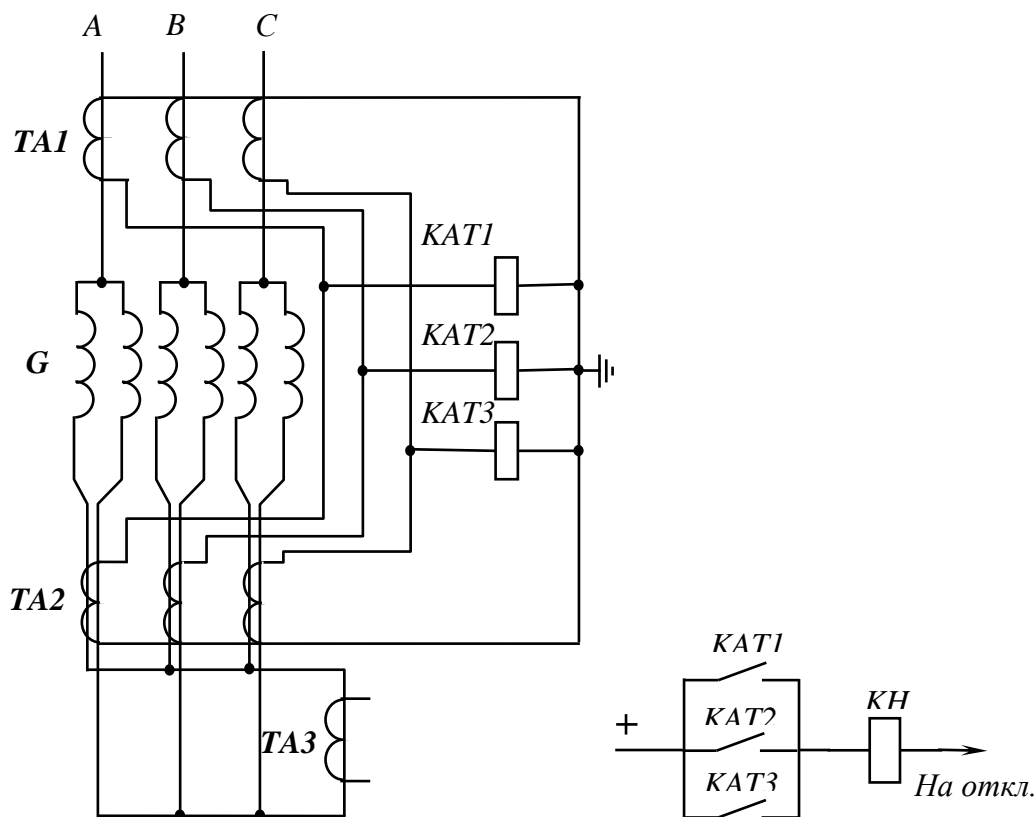 A B C
TA1
KAT1
G
KAT2
KAT3
TA2
KAT1
KH
+
KAT2
TA3
KAT3
На откл.